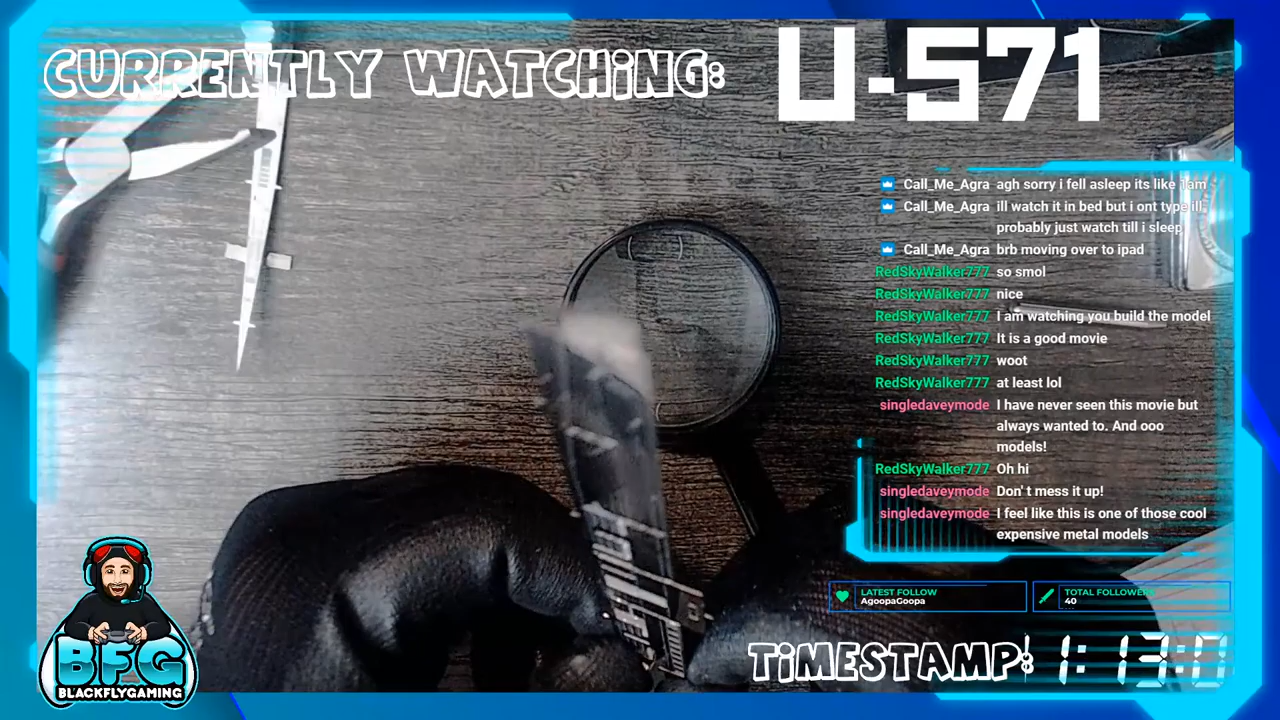 CURRENTLY WATCHING:
U-571
Call_Me_Agra agh sorry i fell asleep its like 1am
Call_Me_Agra ill watch it in bed but i ont type ill
probably just watch till i sleep
Call_Me_Agra brb moving over to ipad
RedSkyWalker777 so smol
RedSkyWalker777 nice
RedSkyWalker777 I am watching you build the model
RedSkyWalker777 It is a good movie
RedSkyWalker777 woot
RedSkyWalker777 at least lol
singledaveymode I have never seen this movie but
always wanted to. And ooo
models!
RedSkyWalker777 Oh hi
singledaveymode Don't mess it up!
singledaveymode I feel like this is one of those cool
expensive metal models
LATEST FOLLOW
AgoopaGoopa
TOTAL FOLLOWERS
40
TiMESTAMP: 1:13:0
BFG
BLACKFLYGAMING